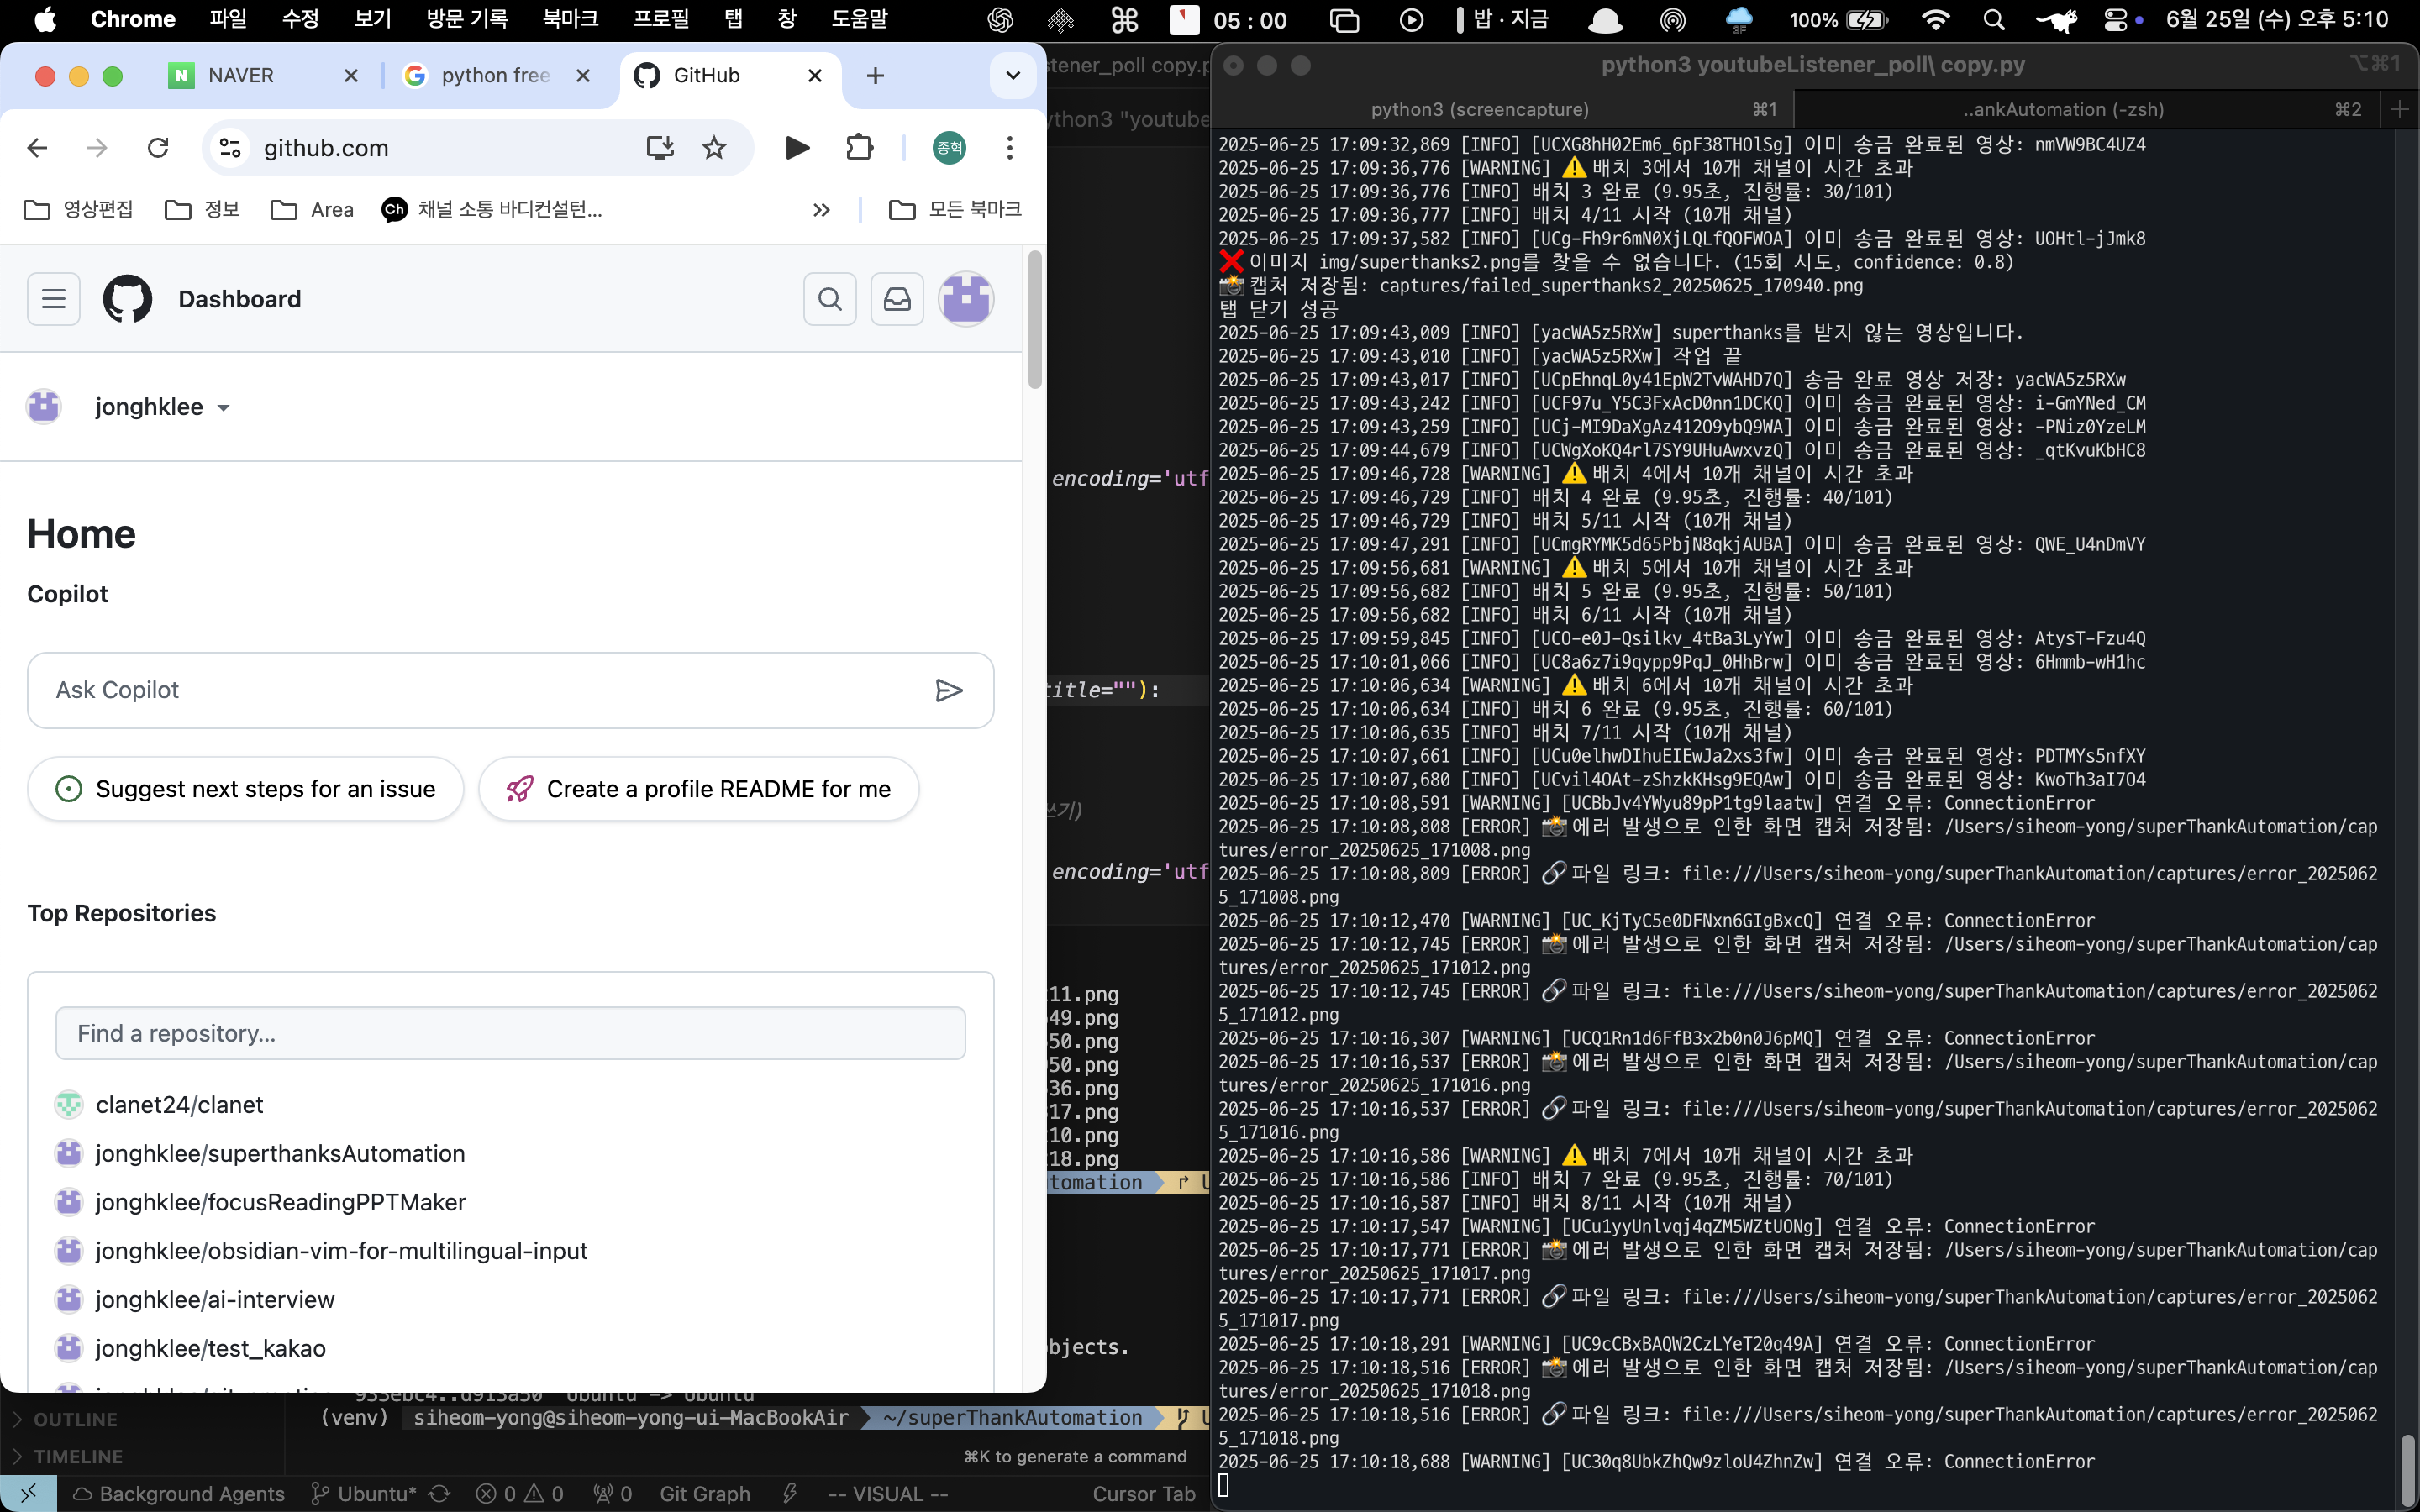 Chrome 파일 수정 보기 방문 기록 북마크 프로필 탭 창 도움말 05 : 00 밥 · 지금 100% 6월 25일 (수) 오후 5:10
NAVER
python free
GitHub
github.com
종혁
영상편집
정보
Area
Ch 채널 소통 바디컨설턴...
모든 북마크
Dashboard
jonghklee
Home
Copilot
Ask Copilot
Suggest next steps for an issue
Create a profile README for me
Top Repositories
Find a repository...
clanet24/clanet
jonghklee/superthanksAutomation
jonghklee/focusReadingPPTMaker
jonghklee/obsidian-vim-for-multilingual-input
jonghklee/ai-interview
jonghklee/test_kakao
stener_poll copy.p
ython3 "youtube
encoding='utf
title=""):
쓰기)
encoding='utf
11.png
49.png
50.png
950.png
36.png
17.png
10.png
18.png
tomation
bjects.
Ubuntu -> Ubuntu
(venv) siheom-yong@siheom-yong-ui-MacBookAir ~/superThankAutomation
⌘K to generate a command
OUTLINE
TIMELINE
Background Agents Ubuntu* 0 0 0 Git Graph -- VISUAL -- Cursor Tab
python3 youtubeListener_poll\ copy.py ⌥⌘1
python3 (screencapture) ⌘1 ..ankAutomation (-zsh) ⌘2
2025-06-25 17:09:32,869 [INFO] [UCXG8hH02Em6_6pF38THOlSg] 이미 송금 완료된 영상: nmVW9BC4UZ4
2025-06-25 17:09:36,776 [WARNING] ⚠️ 배치 3에서 10개 채널이 시간 초과
2025-06-25 17:09:36,776 [INFO] 배치 3 완료 (9.95초, 진행률: 30/101)
2025-06-25 17:09:36,777 [INFO] 배치 4/11 시작 (10개 채널)
2025-06-25 17:09:37,582 [INFO] [UCg-Fh9r6mN0XjLQLfQOFWOA] 이미 송금 완료된 영상: UOHtl-jJmk8
❌ 이미지 img/superthanks2.png를 찾을 수 없습니다. (15회 시도, confidence: 0.8)
📸 캡처 저장됨: captures/failed_superthanks2_20250625_170940.png
탭 닫기 성공
2025-06-25 17:09:43,009 [INFO] [yacWA5z5RXw] superthanks를 받지 않는 영상입니다.
2025-06-25 17:09:43,010 [INFO] [yacWA5z5RXw] 작업 끝
2025-06-25 17:09:43,017 [INFO] [UCpEhnqL0y41EpW2TvWAHD7Q] 송금 완료 영상 저장: yacWA5z5RXw
2025-06-25 17:09:43,242 [INFO] [UCF97u_Y5C3FxAcD0nn1DCKQ] 이미 송금 완료된 영상: i-GmYNed_CM
2025-06-25 17:09:43,259 [INFO] [UCj-MI9DaXgAz412O9ybQ9WA] 이미 송금 완료된 영상: -PNiz0YzeLM
2025-06-25 17:09:44,679 [INFO] [UCWgXoKQ4rl7SY9UHuAwxvzQ] 이미 송금 완료된 영상: _qtKvuKbHC8
2025-06-25 17:09:46,728 [WARNING] ⚠️ 배치 4에서 10개 채널이 시간 초과
2025-06-25 17:09:46,729 [INFO] 배치 4 완료 (9.95초, 진행률: 40/101)
2025-06-25 17:09:46,729 [INFO] 배치 5/11 시작 (10개 채널)
2025-06-25 17:09:47,291 [INFO] [UCmgRYMK5d65PbjN8qkjAUBA] 이미 송금 완료된 영상: QWE_U4nDmVY
2025-06-25 17:09:56,681 [WARNING] ⚠️ 배치 5에서 10개 채널이 시간 초과
2025-06-25 17:09:56,682 [INFO] 배치 5 완료 (9.95초, 진행률: 50/101)
2025-06-25 17:09:56,682 [INFO] 배치 6/11 시작 (10개 채널)
2025-06-25 17:09:59,845 [INFO] [UCO-e0J-Qsilkv_4tBa3LyYw] 이미 송금 완료된 영상: AtysT-Fzu4Q
2025-06-25 17:10:01,066 [INFO] [UC8a6z7i9qypp9PqJ_0HhBrw] 이미 송금 완료된 영상: 6Hmmb-wH1hc
2025-06-25 17:10:06,634 [WARNING] ⚠️ 배치 6에서 10개 채널이 시간 초과
2025-06-25 17:10:06,634 [INFO] 배치 6 완료 (9.95초, 진행률: 60/101)
2025-06-25 17:10:06,635 [INFO] 배치 7/11 시작 (10개 채널)
2025-06-25 17:10:07,661 [INFO] [UCu0elhwDIhuEIEwJa2xs3fw] 이미 송금 완료된 영상: PDTMYs5nfXY
2025-06-25 17:10:07,680 [INFO] [UCvil4OAt-zShzkKHsg9EQAw] 이미 송금 완료된 영상: KwoTh3aI7O4
2025-06-25 17:10:08,591 [WARNING] [UCBbJv4YWyu89pP1tg9laatw] 연결 오류: ConnectionError
2025-06-25 17:10:08,808 [ERROR] 📸 에러 발생으로 인한 화면 캡처 저장됨: /Users/siheom-yong/superThankAutomation/cap
tures/error_20250625_171008.png
2025-06-25 17:10:08,809 [ERROR] 🔗 파일 링크: file:///Users/siheom-yong/superThankAutomation/captures/error_2025062
5_171008.png
2025-06-25 17:10:12,470 [WARNING] [UC_KjTyC5e0DFNxn6GIgBxcQ] 연결 오류: ConnectionError
2025-06-25 17:10:12,745 [ERROR] 📸 에러 발생으로 인한 화면 캡처 저장됨: /Users/siheom-yong/superThankAutomation/cap
tures/error_20250625_171012.png
2025-06-25 17:10:12,745 [ERROR] 🔗 파일 링크: file:///Users/siheom-yong/superThankAutomation/captures/error_2025062
5_171012.png
2025-06-25 17:10:16,307 [WARNING] [UCQ1Rn1d6FfB3x2b0n0J6pMQ] 연결 오류: ConnectionError
2025-06-25 17:10:16,537 [ERROR] 📸 에러 발생으로 인한 화면 캡처 저장됨: /Users/siheom-yong/superThankAutomation/cap
tures/error_20250625_171016.png
2025-06-25 17:10:16,537 [ERROR] 🔗 파일 링크: file:///Users/siheom-yong/superThankAutomation/captures/error_2025062
5_171016.png
2025-06-25 17:10:16,586 [WARNING] ⚠️ 배치 7에서 10개 채널이 시간 초과
2025-06-25 17:10:16,586 [INFO] 배치 7 완료 (9.95초, 진행률: 70/101)
2025-06-25 17:10:16,587 [INFO] 배치 8/11 시작 (10개 채널)
2025-06-25 17:10:17,547 [WARNING] [UCu1yyUnlvqj4qZM5WZtUONg] 연결 오류: ConnectionError
2025-06-25 17:10:17,771 [ERROR] 📸 에러 발생으로 인한 화면 캡처 저장됨: /Users/siheom-yong/superThankAutomation/cap
tures/error_20250625_171017.png
2025-06-25 17:10:17,771 [ERROR] 🔗 파일 링크: file:///Users/siheom-yong/superThankAutomation/captures/error_2025062
5_171017.png
2025-06-25 17:10:18,291 [WARNING] [UC9cCBxBAQW2CzLYeT20q49A] 연결 오류: ConnectionError
2025-06-25 17:10:18,516 [ERROR] 📸 에러 발생으로 인한 화면 캡처 저장됨: /Users/siheom-yong/superThankAutomation/cap
tures/error_20250625_171018.png
2025-06-25 17:10:18,516 [ERROR] 🔗 파일 링크: file:///Users/siheom-yong/superThankAutomation/captures/error_2025062
5_171018.png
2025-06-25 17:10:18,688 [WARNING] [UC30q8UbkZhQw9zloU4ZhnZw] 연결 오류: ConnectionError